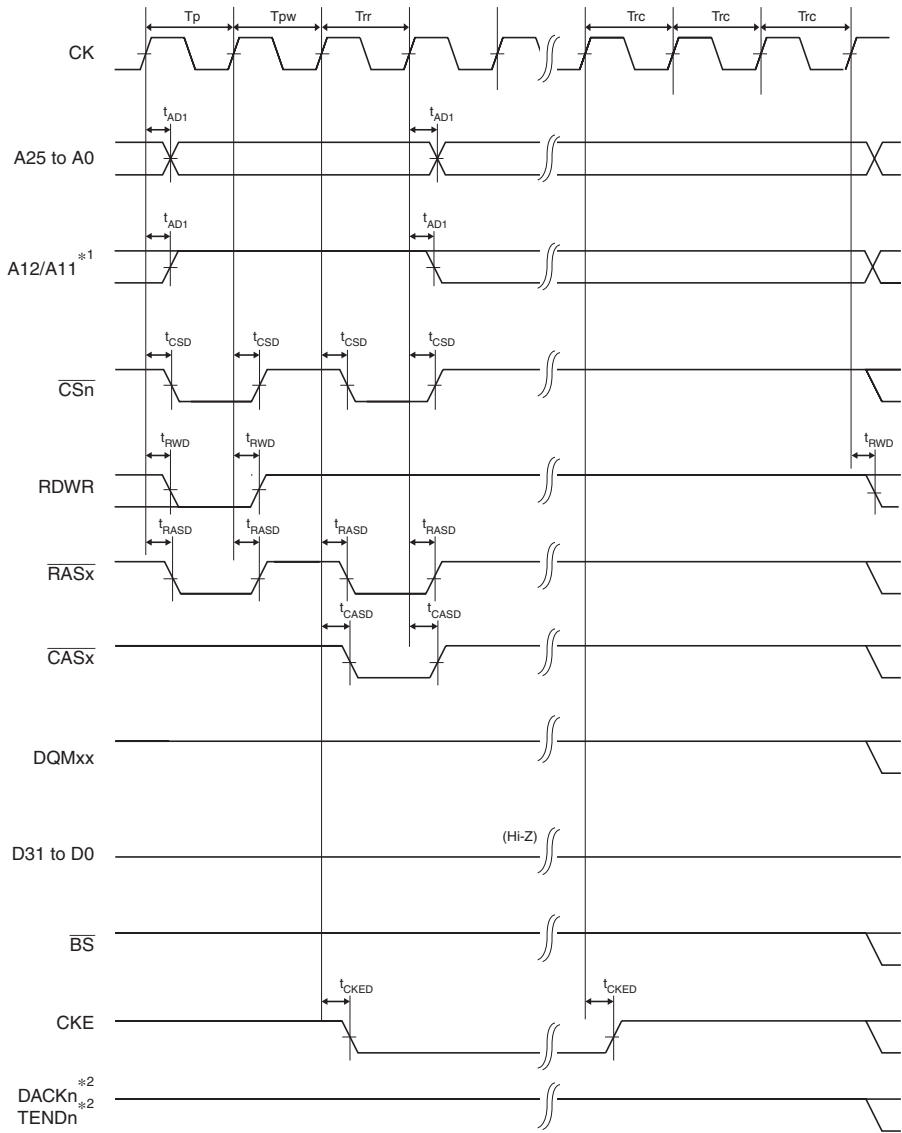 Tp Tpw Trr Trc Trc Trc
CK
tAD1 tAD1
A25 to A0
tAD1 tAD1
A12/A11*1
tCSD tCSD tCSD tCSD
CSn
tRWD tRWD tRWD
RDWR
tRASD tRASD tRASD tRASD
RASx
tCASD tCASD
CASx
DQMxx
(Hi-Z)
D31 to D0
BS
tCKED tCKED
CKE
DACKn*2
TENDn*2